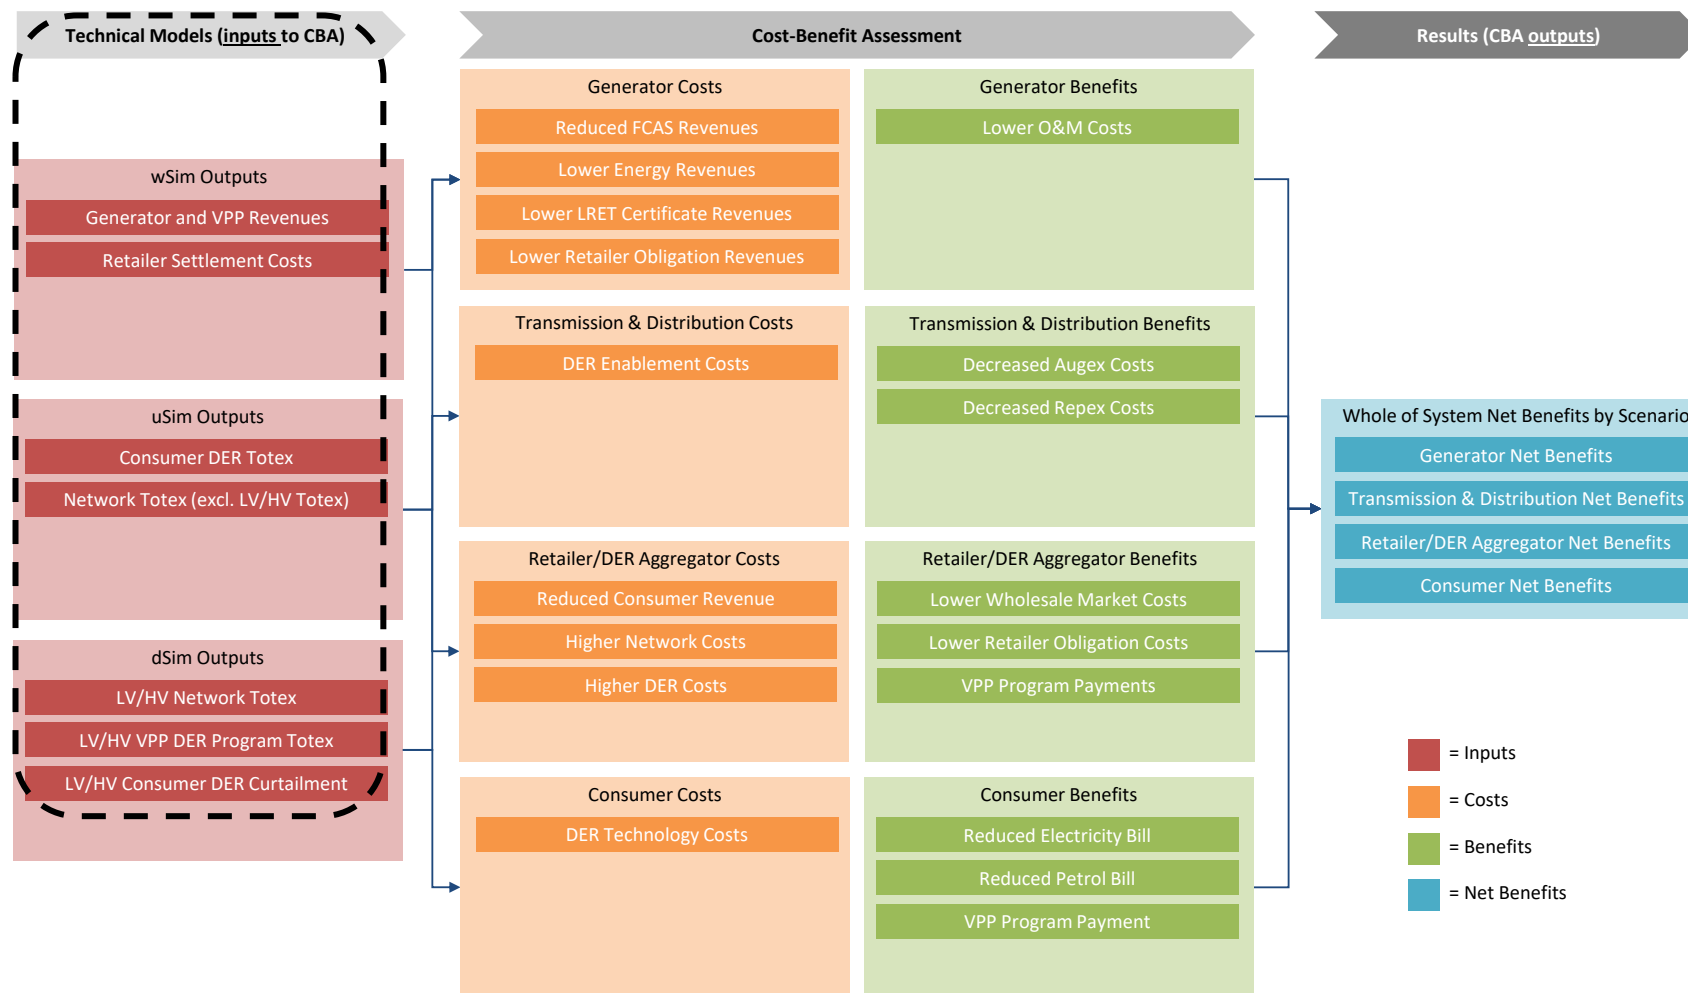 Technical Models (inputs to CBA)
Cost-Benefit Assessment
Results (CBA outputs)
wSim Outputs
Generator and VPP Revenues
Retailer Settlement Costs
uSim Outputs
Consumer DER Totex
Network Totex (excl. LV/HV Totex)
dSim Outputs
LV/HV Network Totex
LV/HV VPP DER Program Totex
LV/HV Consumer DER Curtailment
Generator Costs
Reduced FCAS Revenues
Lower Energy Revenues
Lower LRET Certificate Revenues
Lower Retailer Obligation Revenues
Generator Benefits
Lower O&M Costs
Transmission & Distribution Costs
DER Enablement Costs
Transmission & Distribution Benefits
Decreased Augex Costs
Decreased Repex Costs
Retailer/DER Aggregator Costs
Reduced Consumer Revenue
Higher Network Costs
Higher DER Costs
Retailer/DER Aggregator Benefits
Lower Wholesale Market Costs
Lower Retailer Obligation Costs
VPP Program Payments
Consumer Costs
DER Technology Costs
Consumer Benefits
Reduced Electricity Bill
Reduced Petrol Bill
VPP Program Payment
Whole of System Net Benefits by Scenario
Generator Net Benefits
Transmission & Distribution Net Benefits
Retailer/DER Aggregator Net Benefits
Consumer Net Benefits
= Inputs
= Costs
= Benefits
= Net Benefits